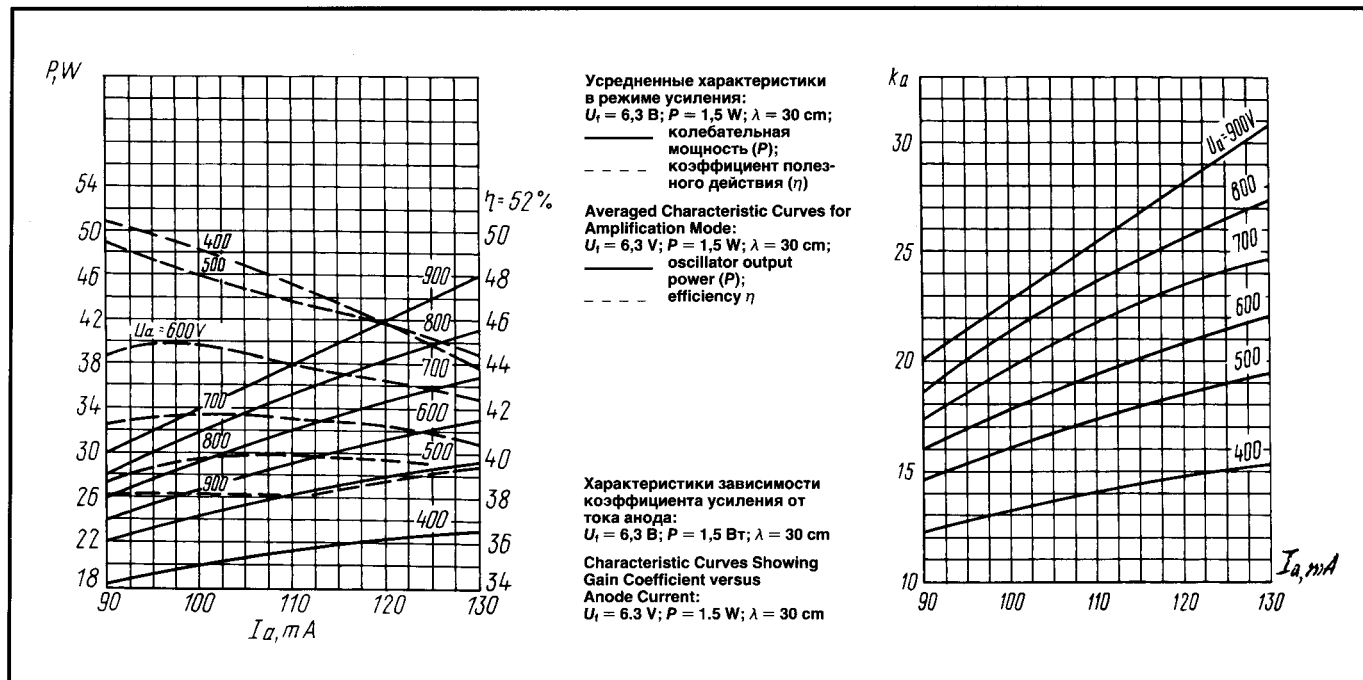 P,W
54
50
46
42
38
34
30
26
22
18
90
100
110
120
130
Ia,mA
η=52%
50
48
46
44
42
40
38
36
34
400
500
Ua=600V
700
800
900
900
800
700
600
500
400
Усредненные характеристики
в режиме усиления:
Uf = 6,3 В; P = 1,5 W; λ = 30 cm;
колебательная
мощность (P);
коэффициент полез-
ного действия (η)
Averaged Characteristic Curves for
Amplification Mode:
Uf = 6,3 V; P = 1,5 W; λ = 30 cm;
oscillator output
power (P);
efficiency η
Характеристики зависимости
коэффициента усиления от
тока анода:
Uf = 6,3 В; P = 1,5 Вт; λ = 30 cm
Characteristic Curves Showing
Gain Coefficient versus
Anode Current:
Uf = 6.3 V; P = 1.5 W; λ = 30 cm
ka
30
25
20
15
10
90
100
110
120
130
Ia,mA
Ua=900V
800
700
600
500
400